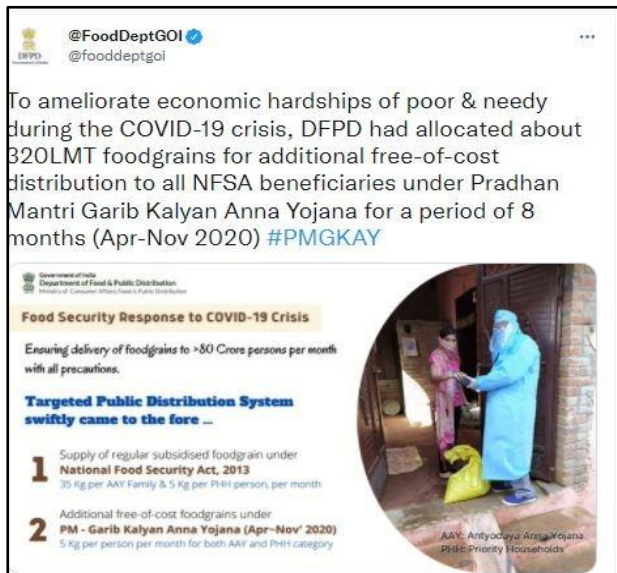 @FoodDeptGOI
@fooddeptgoi
DFPD
To ameliorate economic hardships of poor & needy
during the COVID-19 crisis, DFPD had allocated about
320LMT foodgrains for additional free-of-cost
distribution to all NFSA beneficiaries under Pradhan
Mantri Garib Kalyan Anna Yojana for a period of 8
months (Apr-Nov 2020) #PMGKAY
Government of India
Department of Food & Public Distribution
Ministry of Consumer Affairs, Food & Public Distribution
Food Security Response to COVID-19 Crisis
Ensuring delivery of foodgrains to >80 Crore persons per month
with all precautions.
Targeted Public Distribution System
swiftly came to the fore ...
1
Supply of regular subsidised foodgrain under
National Food Security Act, 2013
35 Kg per AAY Family & 5 Kg per PHH person, per month
2
Additional free-of-cost foodgrains under
PM - Garib Kalyan Anna Yojana (Apr-Nov' 2020)
5 Kg per person per month for both AAY and PHH category
AAY: Antyodaya Anna Yojana
PHH: Priority Households